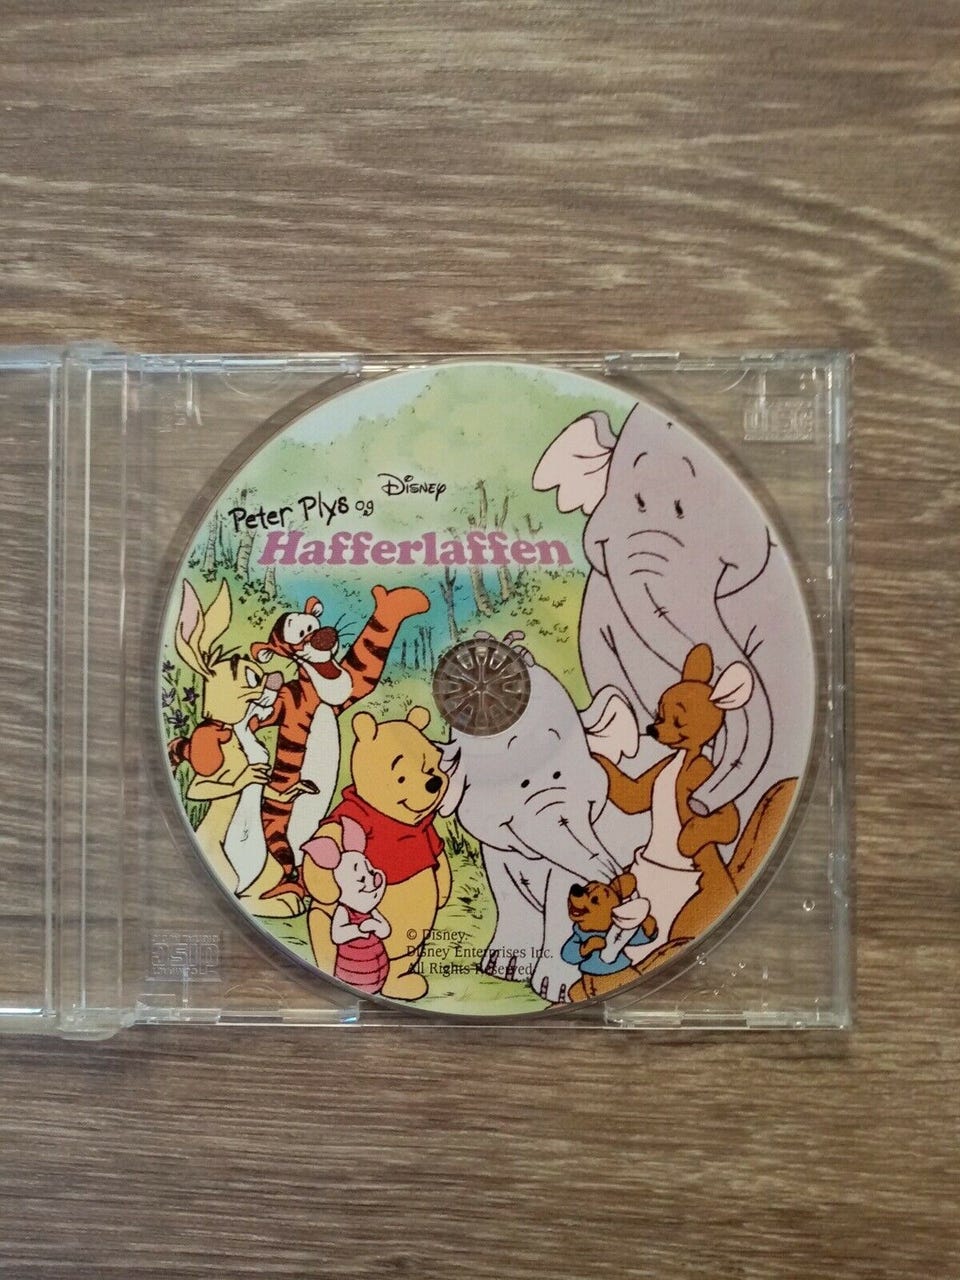 Disney
Peter Plys og
Hafferlaffen
© Disney.
Disney Enterprises Inc.
All Rights Reserved